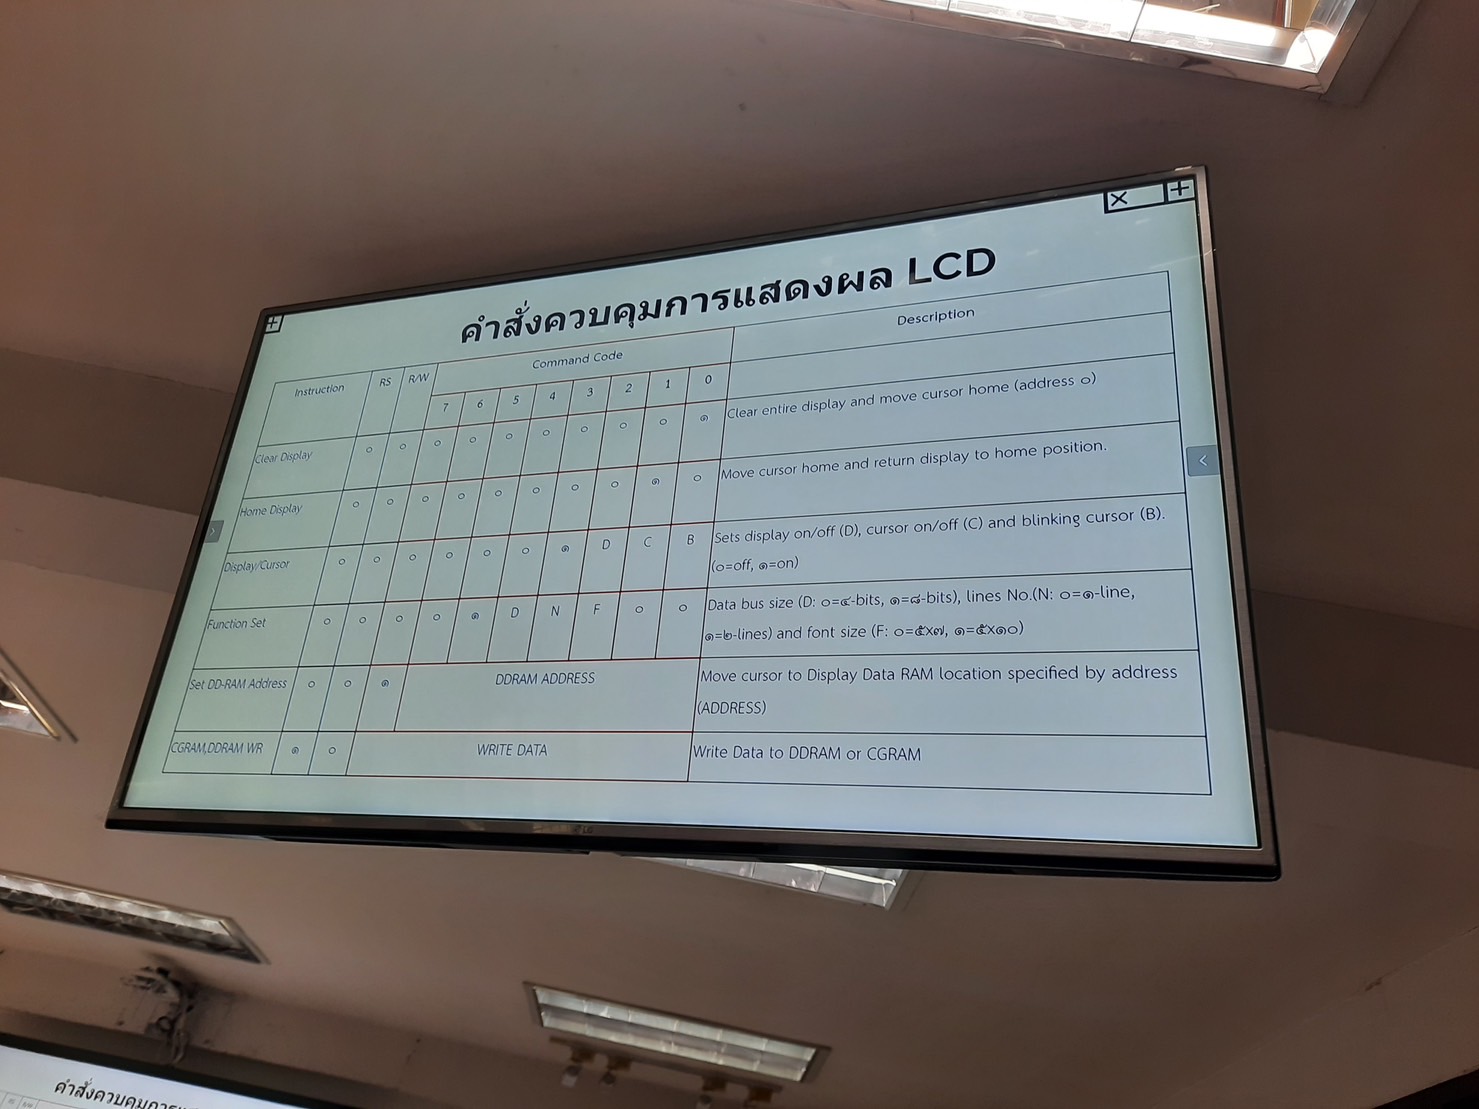 คำสั่งควบคุมการแสดงผล LCD
Instruction RS R/W Command Code Description
7 6 5 4 3 2 1 0
Clear Display ๐ ๐ ๐ ๐ ๐ ๐ ๐ ๐ ๐ ๑ Clear entire display and move cursor home (address ๐)
Home Display ๐ ๐ ๐ ๐ ๐ ๐ ๐ ๐ ๑ ๐ Move cursor home and return display to home position.
Display/Cursor ๐ ๐ ๐ ๐ ๐ ๐ ๑ D C B Sets display on/off (D), cursor on/off (C) and blinking cursor (B).
(๐=off, ๑=on)
Function Set ๐ ๐ ๐ ๐ ๑ D N F ๐ ๐ Data bus size (D: ๐=๔-bits, ๑=๘-bits), lines No.(N: ๐=๑-line,
๑=๒-lines) and font size (F: ๐=๕x๗, ๑=๕x๑๐)
Set DD-RAM Address ๐ ๐ ๑ DDRAM ADDRESS Move cursor to Display Data RAM location specified by address
(ADDRESS)
CGRAM,DDRAM WR ๑ ๐ WRITE DATA Write Data to DDRAM or CGRAM
LG
คำสั่งควบคุมการ